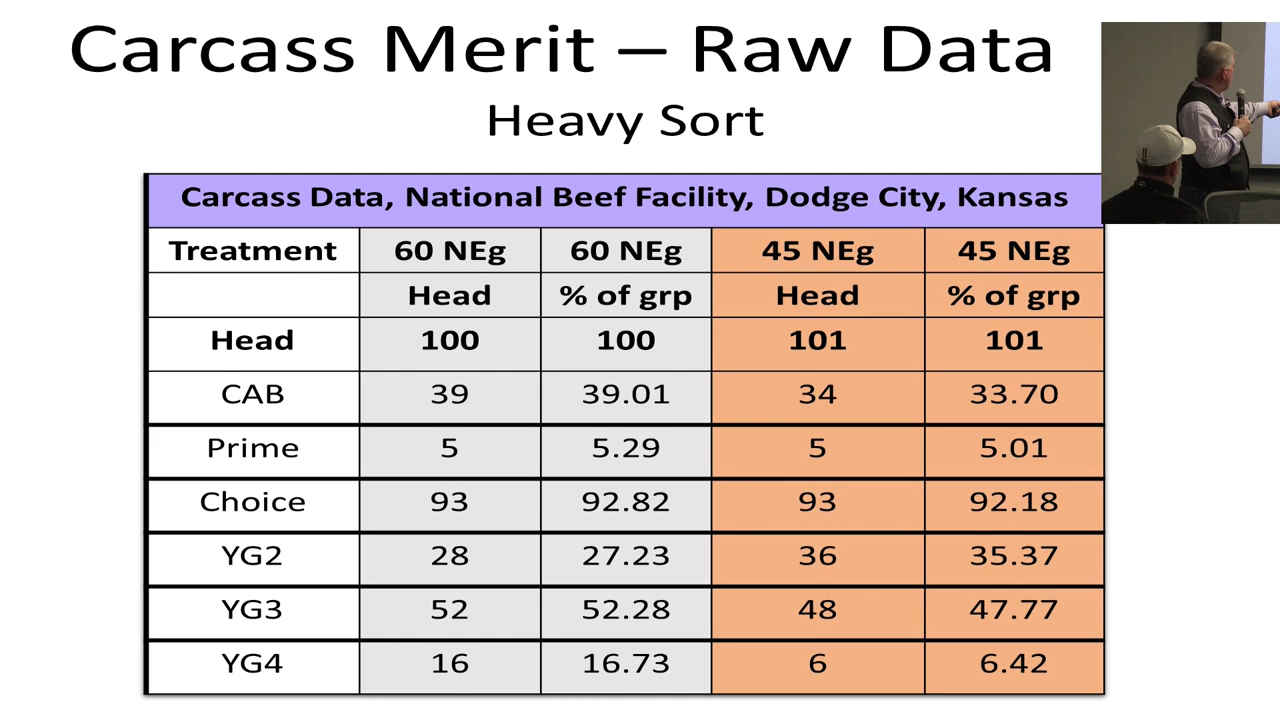 Carcass Merit – Raw Data
Heavy Sort
Carcass Data, National Beef Facility, Dodge City, Kansas
Treatment 60 NEg 60 NEg 45 NEg 45 NEg
Head % of grp Head % of grp
Head 100 100 101 101
CAB 39 39.01 34 33.70
Prime 5 5.29 5 5.01
Choice 93 92.82 93 92.18
YG2 28 27.23 36 35.37
YG3 52 52.28 48 47.77
YG4 16 16.73 6 6.42